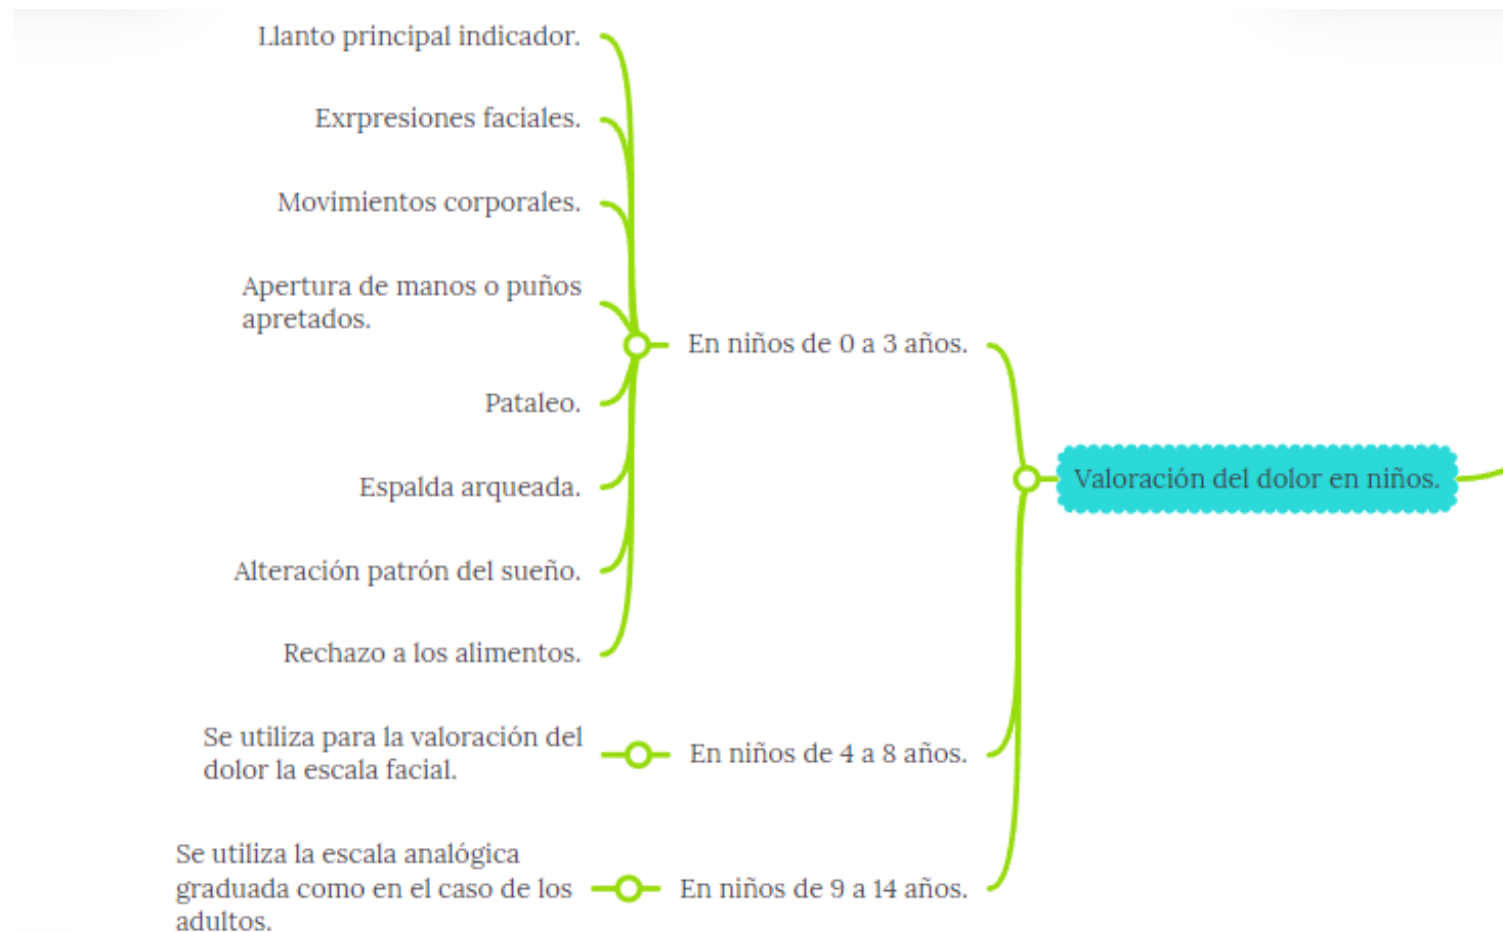 Llanto principal indicador.
Exrpresiones faciales.
Movimientos corporales.
Apertura de manos o puños
apretados.
Pataleo.
Espalda arqueada.
Alteración patrón del sueño.
Rechazo a los alimentos.
En niños de 0 a 3 años.
Se utiliza para la valoración del
dolor la escala facial.
En niños de 4 a 8 años.
Se utiliza la escala analógica
graduada como en el caso de los
adultos.
En niños de 9 a 14 años.
Valoración del dolor en niños.